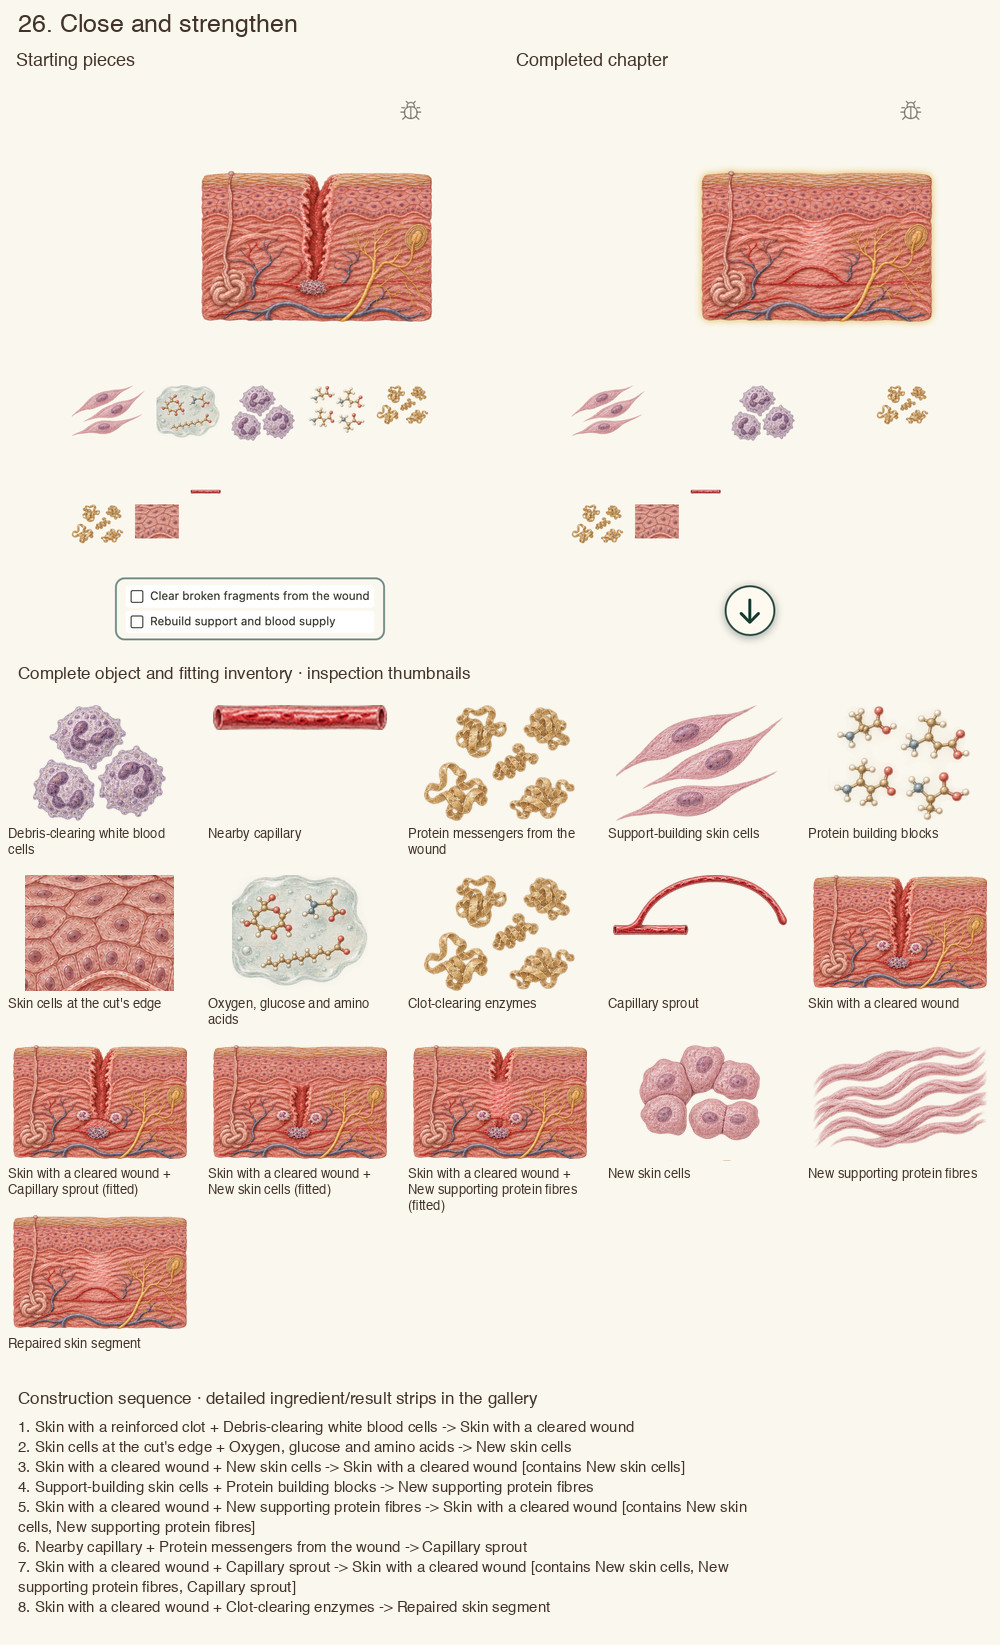 26. Close and strengthen
Starting pieces
Completed chapter
Clear broken fragments from the wound
Rebuild support and blood supply
Complete object and fitting inventory · inspection thumbnails
Debris-clearing white blood
cells
Nearby capillary
Protein messengers from the
wound
Support-building skin cells
Protein building blocks
Skin cells at the cut's edge
Oxygen, glucose and amino
acids
Clot-clearing enzymes
Capillary sprout
Skin with a cleared wound
Skin with a cleared wound +
Capillary sprout (fitted)
Skin with a cleared wound +
New skin cells (fitted)
Skin with a cleared wound +
New supporting protein fibres
(fitted)
New skin cells
New supporting protein fibres
Repaired skin segment
Construction sequence · detailed ingredient/result strips in the gallery
1. Skin with a reinforced clot + Debris-clearing white blood cells -> Skin with a cleared wound
2. Skin cells at the cut's edge + Oxygen, glucose and amino acids -> New skin cells
3. Skin with a cleared wound + New skin cells -> Skin with a cleared wound [contains New skin cells]
4. Support-building skin cells + Protein building blocks -> New supporting protein fibres
5. Skin with a cleared wound + New supporting protein fibres -> Skin with a cleared wound [contains New skin
cells, New supporting protein fibres]
6. Nearby capillary + Protein messengers from the wound -> Capillary sprout
7. Skin with a cleared wound + Capillary sprout -> Skin with a cleared wound [contains New skin cells, New
supporting protein fibres, Capillary sprout]
8. Skin with a cleared wound + Clot-clearing enzymes -> Repaired skin segment